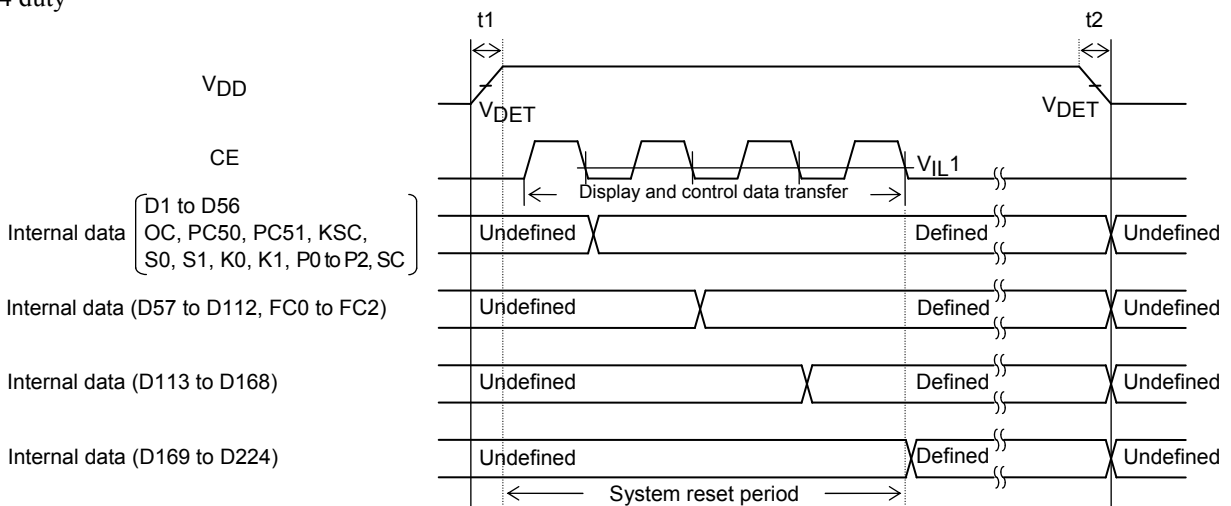 4 duty
t1
t2
VDD
VDET
VDET
CE
VIL1
Display and control data transfer
D1 to D56
Internal data
OC, PC50, PC51, KSC,
S0, S1, K0, K1, P0 to P2, SC
Undefined
Defined
Undefined
Internal data (D57 to D112, FC0 to FC2)
Undefined
Defined
Undefined
Internal data (D113 to D168)
Undefined
Defined
Undefined
Internal data (D169 to D224)
Undefined
Defined
Undefined
System reset period